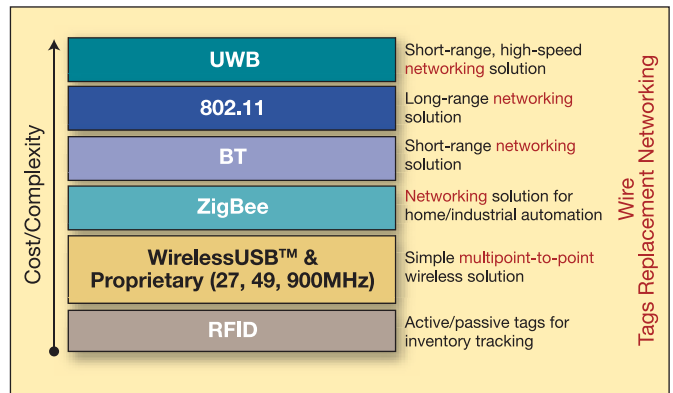 Cost/Complexity
UWB
Short-range, high-speed
networking solution
802.11
Long-range networking
solution
BT
Short-range networking
solution
ZigBee
Networking solution for
home/industrial automation
WirelessUSB™ &
Proprietary (27, 49, 900MHz)
Simple multipoint-to-point
wireless solution
RFID
Active/passive tags for
inventory tracking
Wire
Tags Replacement Networking